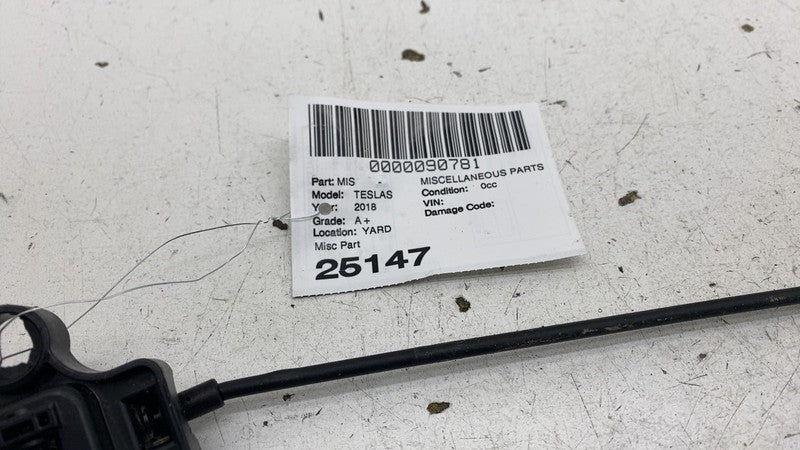 0000090781
Part: MIS - MISCELLANEOUS PARTS
Model: TESLAS Condition: 0cc
Year: 2018 VIN:
Grade: A+ Damage Code:
Location: YARD
Misc Part
25147